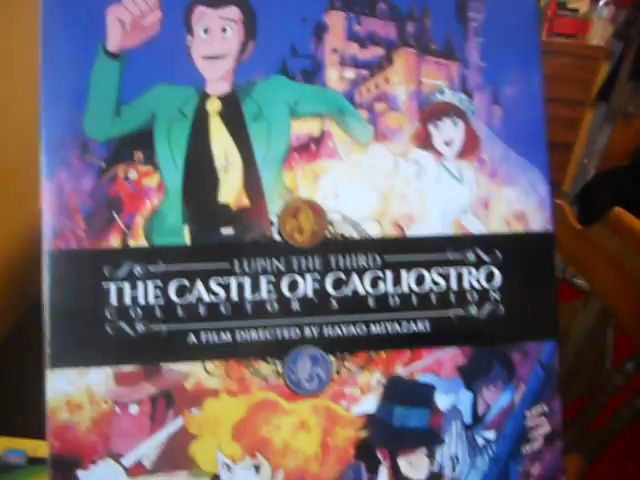 LUPIN THE THIRD
THE CASTLE OF CAGLIOSTRO
COLLECTOR'S EDITION
A FILM DIRECTED BY HAYAO MIYAZAKI